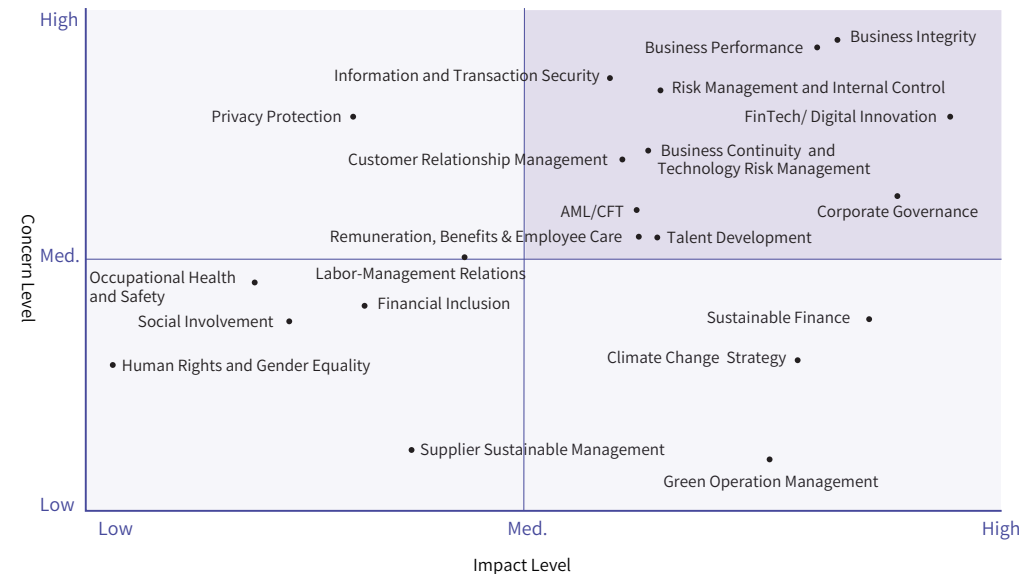 High
Business Integrity
Business Performance
Information and Transaction Security
Risk Management and Internal Control
Privacy Protection
FinTech/ Digital Innovation
Customer Relationship Management
Business Continuity and
Technology Risk Management
AML/CFT
Corporate Governance
Remuneration, Benefits & Employee Care
Talent Development
Concern Level
Med.
Labor-Management Relations
Occupational Health
and Safety
Financial Inclusion
Social Involvement
Sustainable Finance
Climate Change Strategy
Human Rights and Gender Equality
Supplier Sustainable Management
Green Operation Management
Low
Low
Med.
High
Impact Level